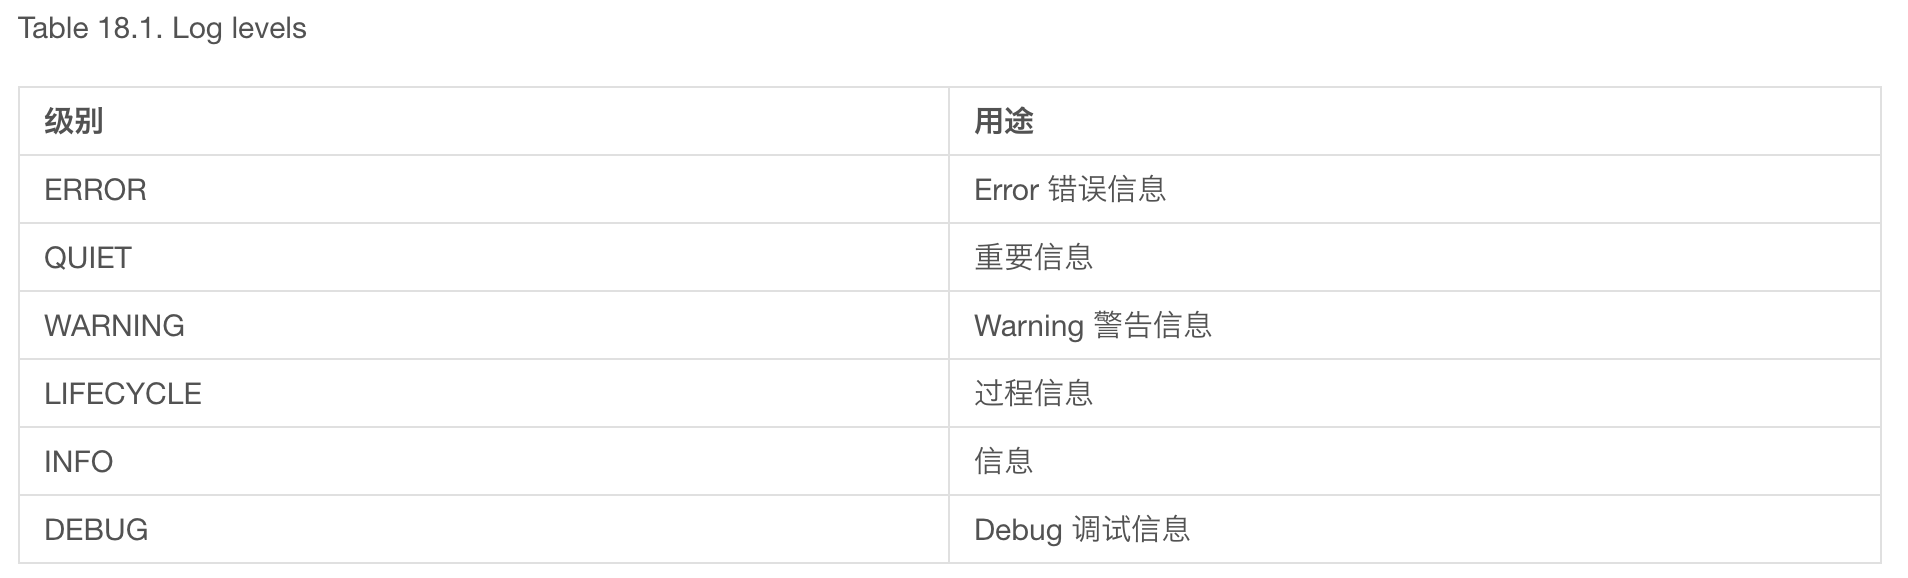 Table 18.1. Log levels
级别 用途
ERROR Error 错误信息
QUIET 重要信息
WARNING Warning 警告信息
LIFECYCLE 过程信息
INFO 信息
DEBUG Debug 调试信息